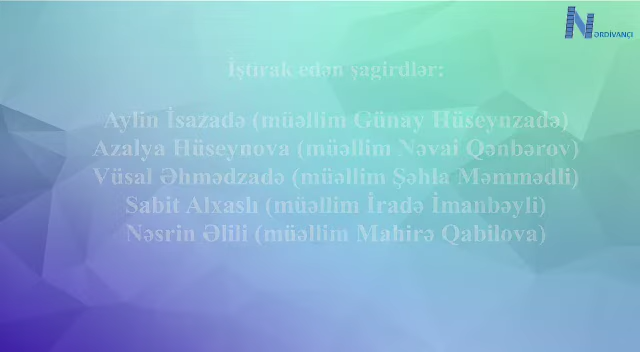 NƏRDİVANÇI
İştirak edən şagirdlər:
Aylin İsazadə (müəllim Günay Hüseynzadə)
Azalya Hüseynova (müəllim Nəvai Qənbərov)
Vüsal Əhmədzadə (müəllim Şəhla Məmmədli)
Sabit Alxaslı (müəllim İradə İmanbəyli)
Nəsrin Əlili (müəllim Mahirə Qabilova)